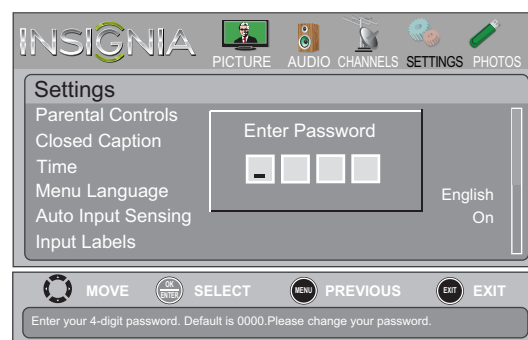 INSIGNIA
PICTURE AUDIO CHANNELS SETTINGS PHOTOS
Settings
Parental Controls
Closed Caption
Time
Menu Language English
Auto Input Sensing On
Input Labels
Enter Password
MOVE OK ENTER SELECT MENU PREVIOUS EXIT EXIT
Enter your 4-digit password. Default is 0000.Please change your password.